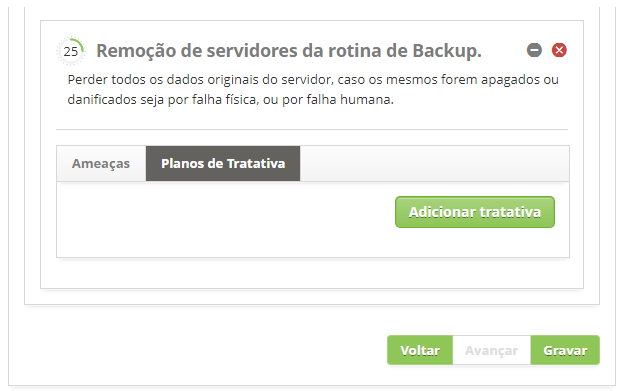 25 Remoção de servidores da rotina de Backup.
Perder todos os dados originais do servidor, caso os mesmos forem apagados ou
danificados seja por falha física, ou por falha humana.
Ameaças Planos de Tratativa
Adicionar tratativa
Voltar Avançar Gravar